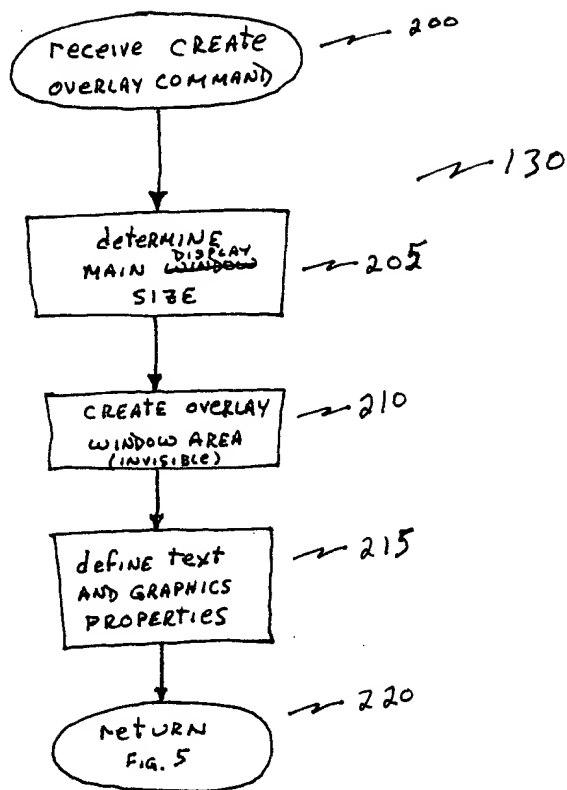 receive CREATE
OVERLAY COMMAND
200
130
determine
MAIN DISPLAY WINDOW
SIZE
205
CREATE OVERLAY
WINDOW AREA
(INVISIBLE)
210
define text
AND GRAPHICS
PROPERTIES
215
return
FIG. 5
220